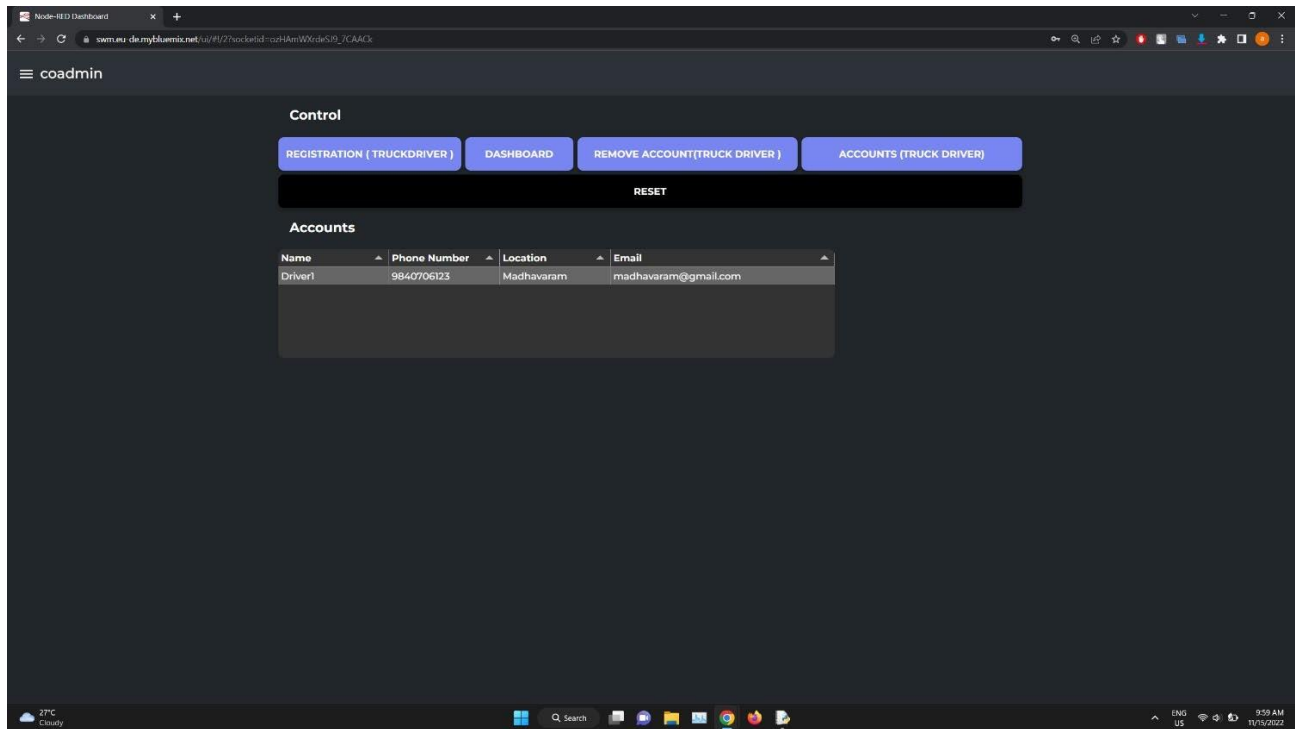 Node-RED Dashboard
swm.eu-de.mybluemix.net/ui/#!/2?socketid=
coadmin
Control
REGISTRATION ( TRUCKDRIVER ) DASHBOARD REMOVE ACCOUNT(TRUCK DRIVER ) ACCOUNTS (TRUCK DRIVER)
RESET
Accounts
Name Phone Number Location Email
Driver1 9840706123 Madhavaram madhavaram@gmail.com
27°C
Cloudy
Search
ENG
US
9:59 AM
11/15/2022